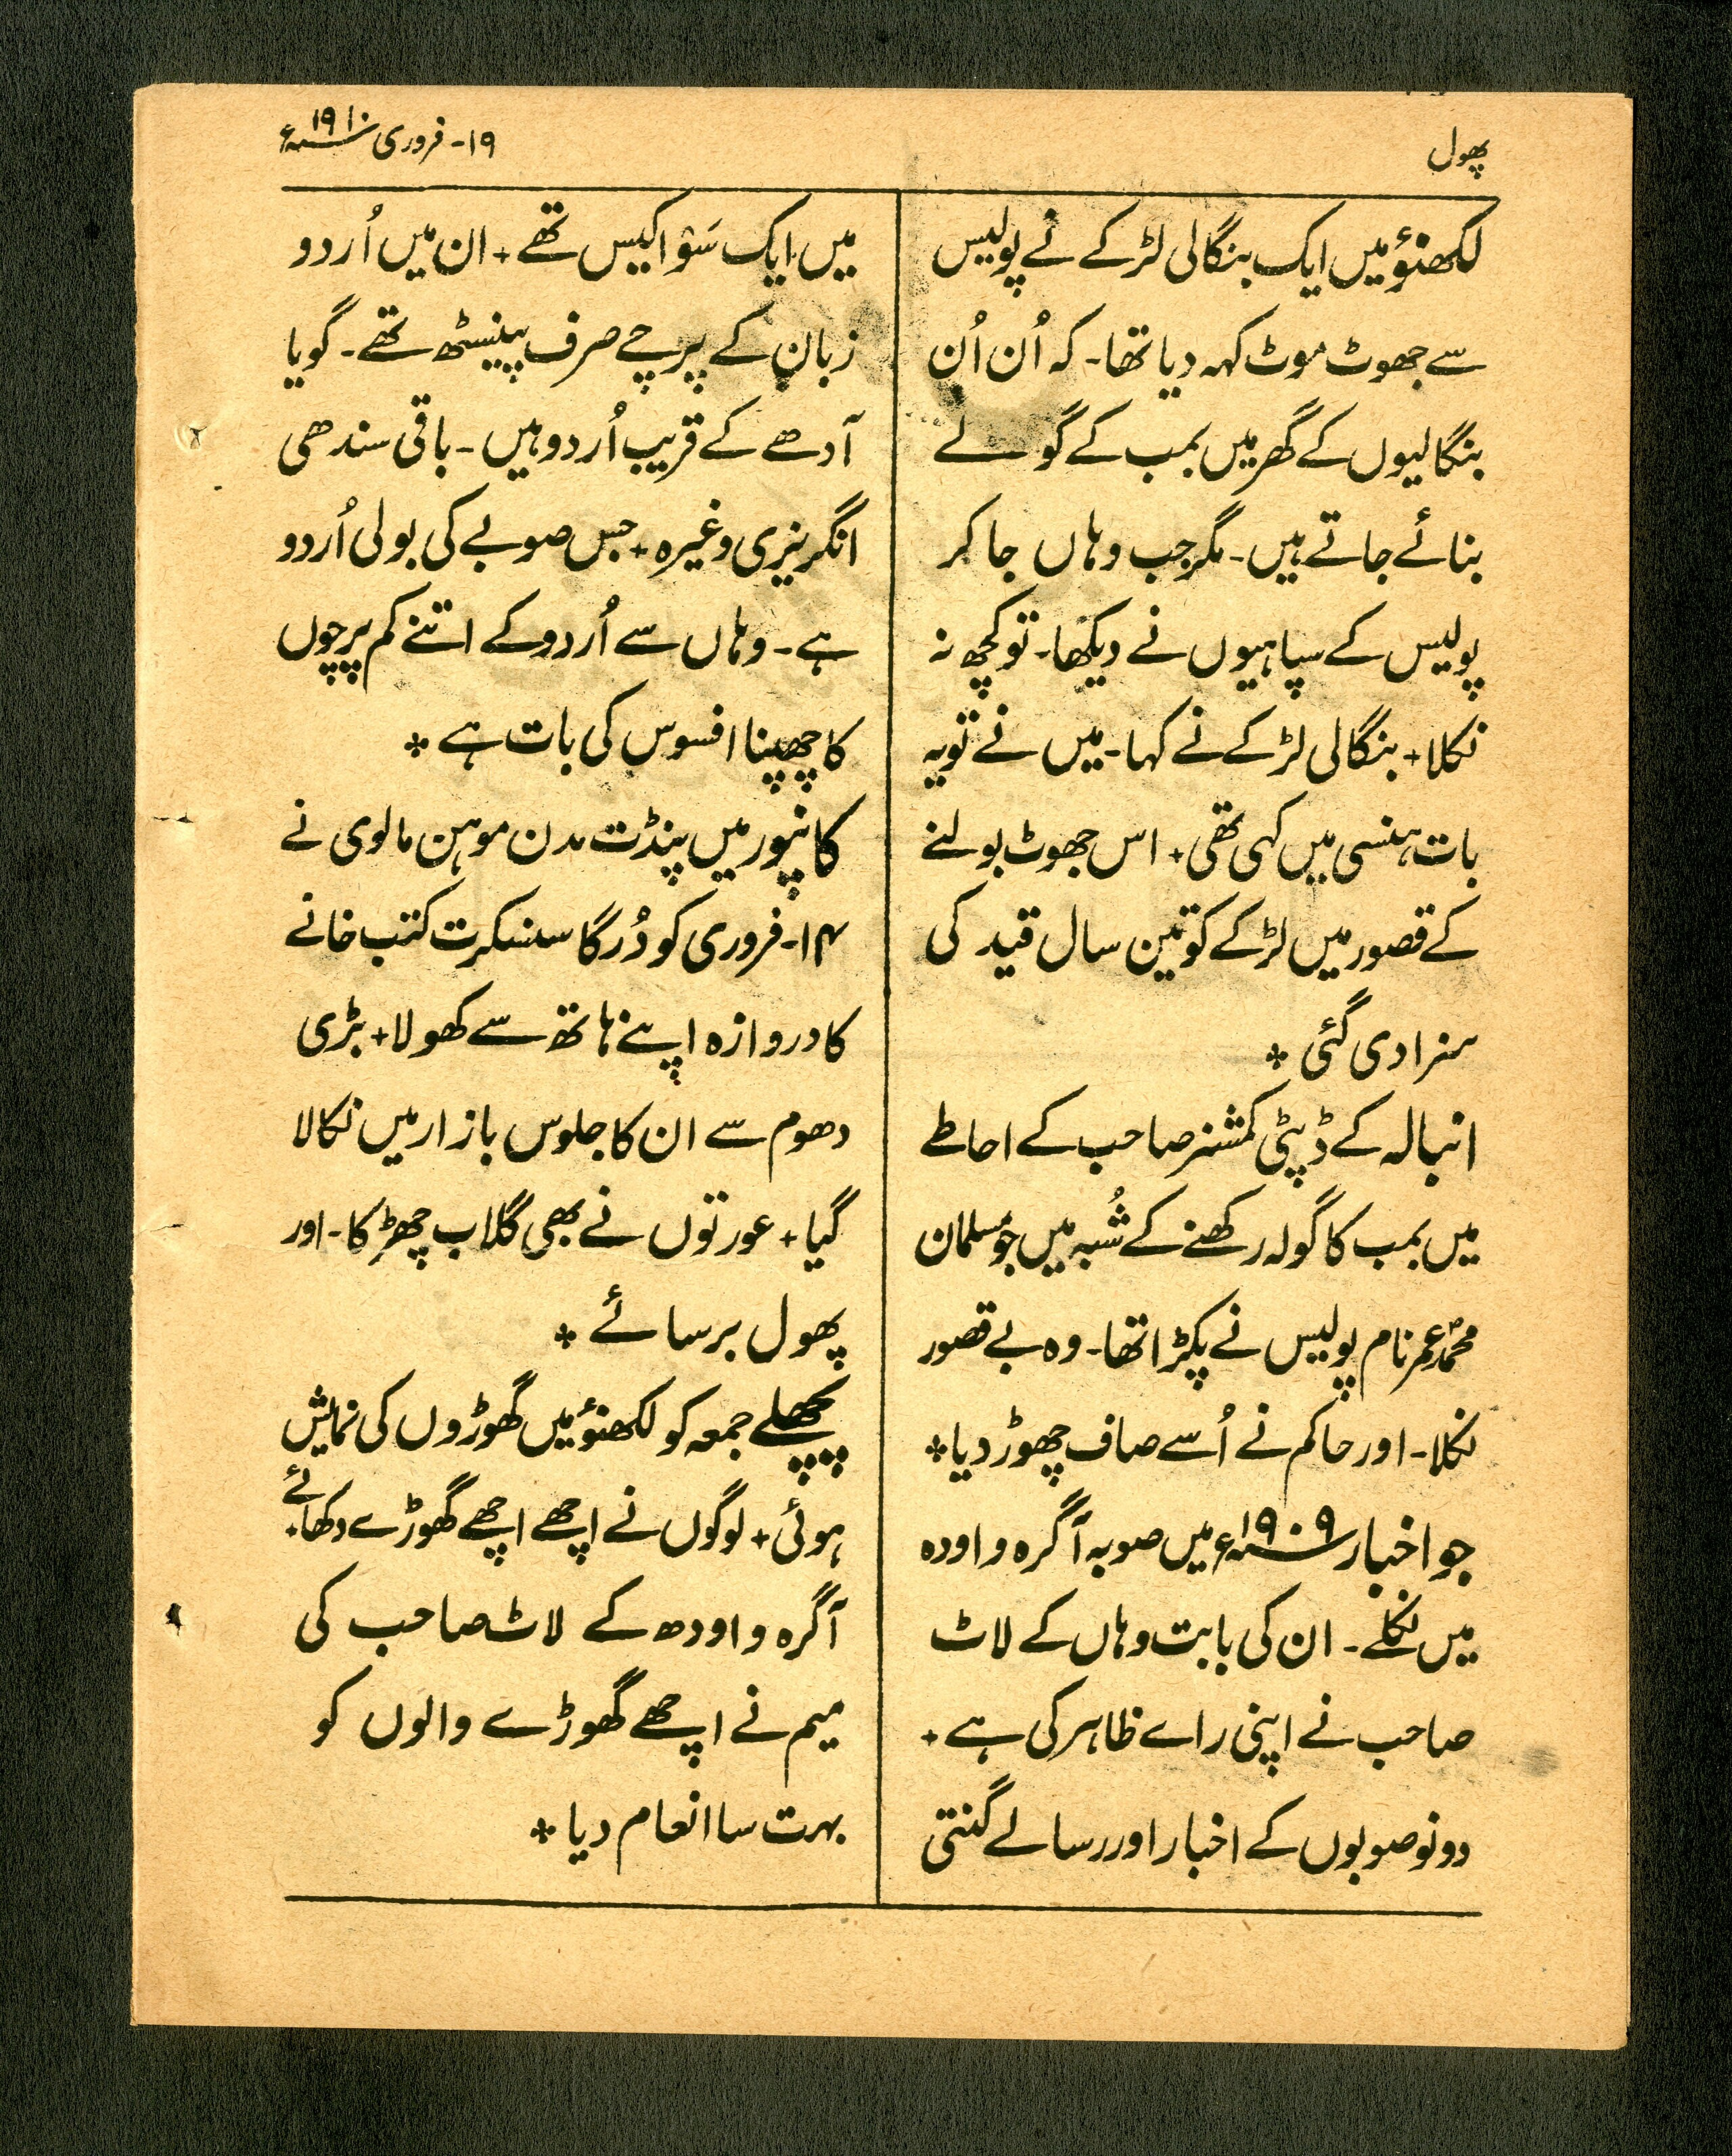 پھول
۱۹۔ فروری ۱۹۱۰ء
لکھنؤ میں ایک بنگالی لڑکے نے پولیس
سے جھوٹ موٹ کہہ دیا تھا۔ کہ اُن اُن
بنگالیوں کے گھر میں بمب کے گولے
بنائے جاتے ہیں۔ مگر جب وہاں جا کر
پولیس کے سپاہیوں نے دیکھا۔ تو کچھ نہ
نکلا+ بنگالی لڑکے نے کہا۔ میں نے تو یہ
بات ہنسی میں کہی تھی+ اس جھوٹ بولنے
کے قصور میں لڑکے کو تین سال قید کی
سزا دی گئی *
انبالہ کے ڈپٹی کمشنر صاحب کے احاطے
میں بمب کا گولہ رکھنے کے شُبہ میں جو مسلمان
محمدؐ عمر نام پولیس نے پکڑا تھا۔ وہ بے قصور
نکلا۔ اور حاکم نے اُسے صاف چھوڑ دیا*
جو اخبار ۱۹۰۹ء میں صوبہ آگرہ و اودہ
میں نکلے۔ ان کی بابت وہاں کے لاٹ
صاحب نے اپنی راے ظاہر کی ہے+
دونو صوبوں کے اخبار اور رسالے گنتی
میں ایک سَو اکیس تھے+ ان میں اُردو
زبان کے پرچے صرف پینسٹھ تھے۔ گویا
آدھے کے قریب اُردو ہیں۔ باقی سندھی
انگریزی وغیرہ+ جس صوبے کی بولی اُردو
ہے۔ وہاں سے اُردو کے اتنے کم پرچوں
کا چھپنا افسوس کی بات ہے *
کانپور میں پنڈت مدن موہن مالوی نے
۱۴۔ فروری کو دُرگا سنسکرت کتب خانے
کا دروازہ اپنے ہاتھ سے کھولا+ بڑی
دھوم سے ان کا جلوس بازار میں نکالا
گیا+ عورتوں نے بھی گلاب چھڑکا۔ اور
پھول برسائے *
پچھلے جمعہ کو لکھنؤ میں گھوڑوں کی نمایش
ہوئی+ لوگوں نے اچھے اچھے گھوڑے دکھائے+
آگرہ و اودھ کے لاٹ صاحب کی
میم نے اچھے گھوڑے والوں کو
بہت سا انعام دیا*